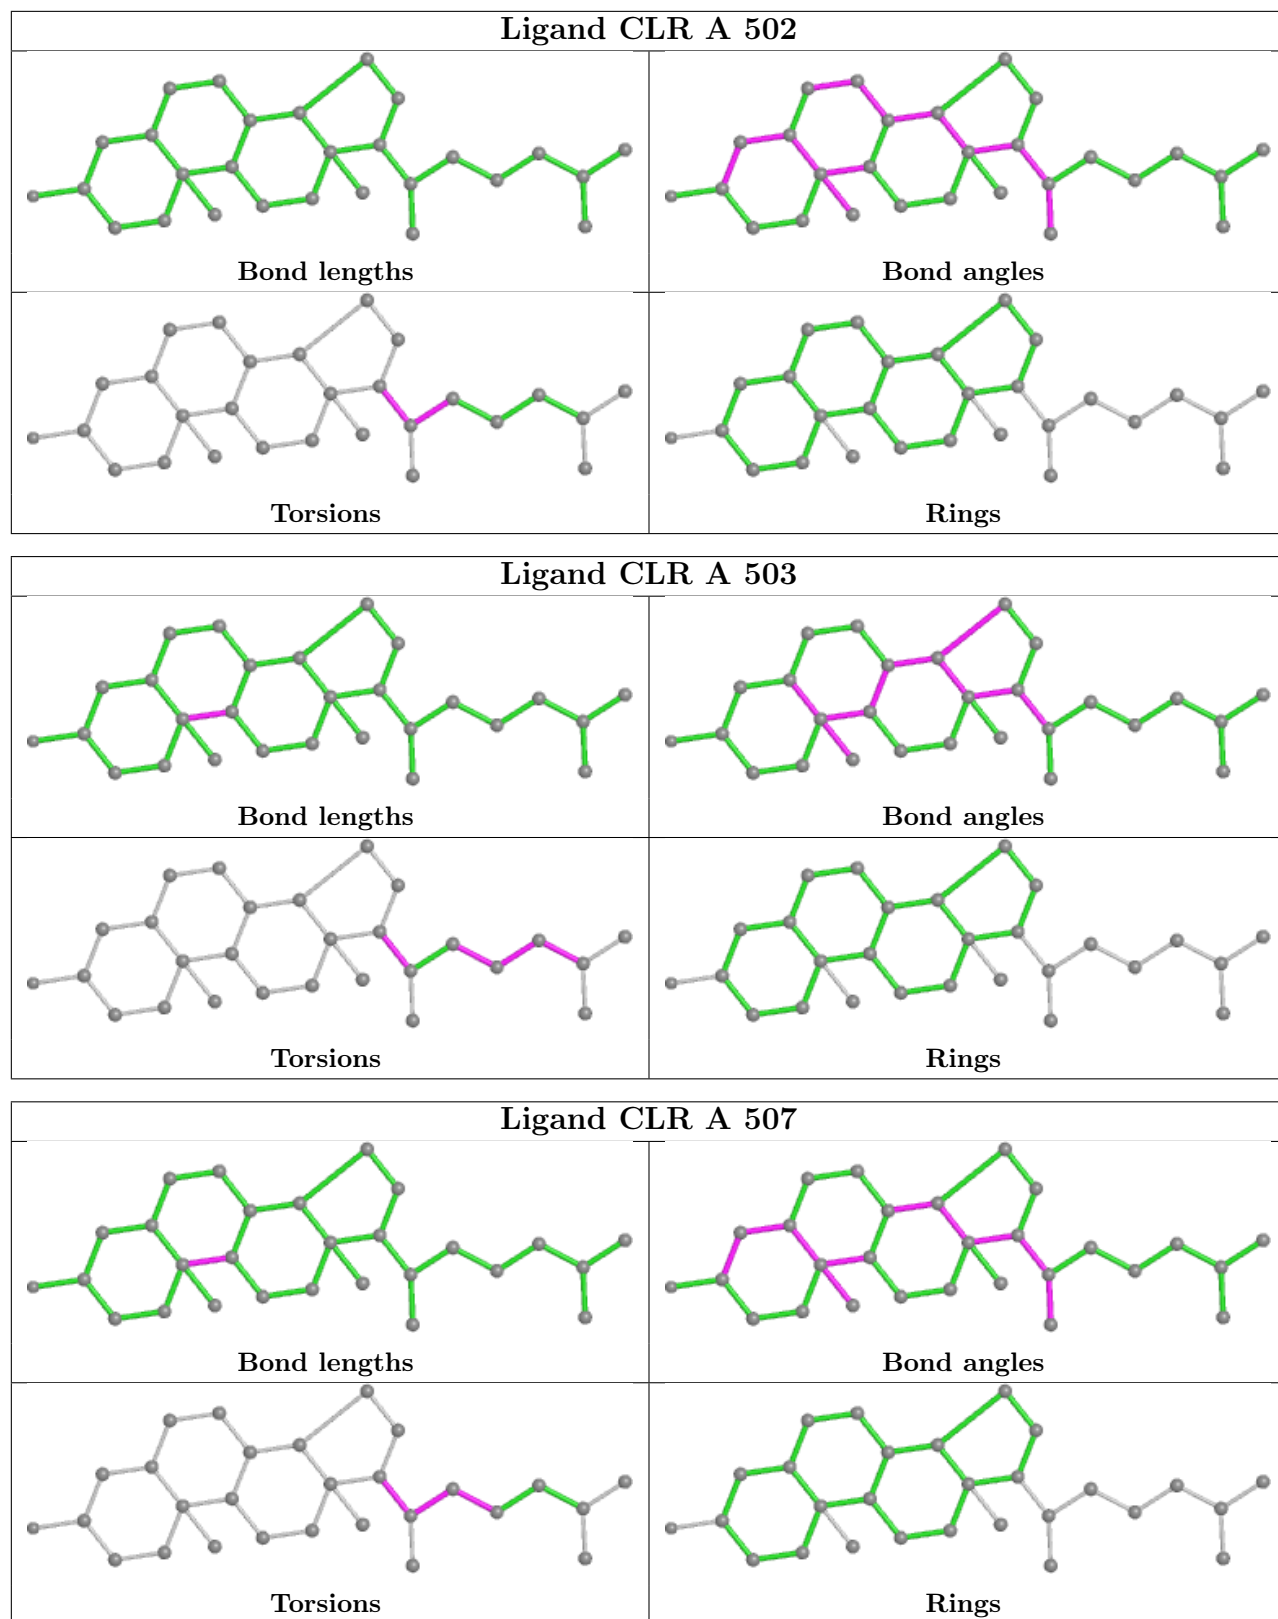 Ligand CLR A 502
Bond lengths
Bond angles
Torsions
Rings
Ligand CLR A 503
Bond lengths
Bond angles
Torsions
Rings
Ligand CLR A 507
Bond lengths
Bond angles
Torsions
Rings